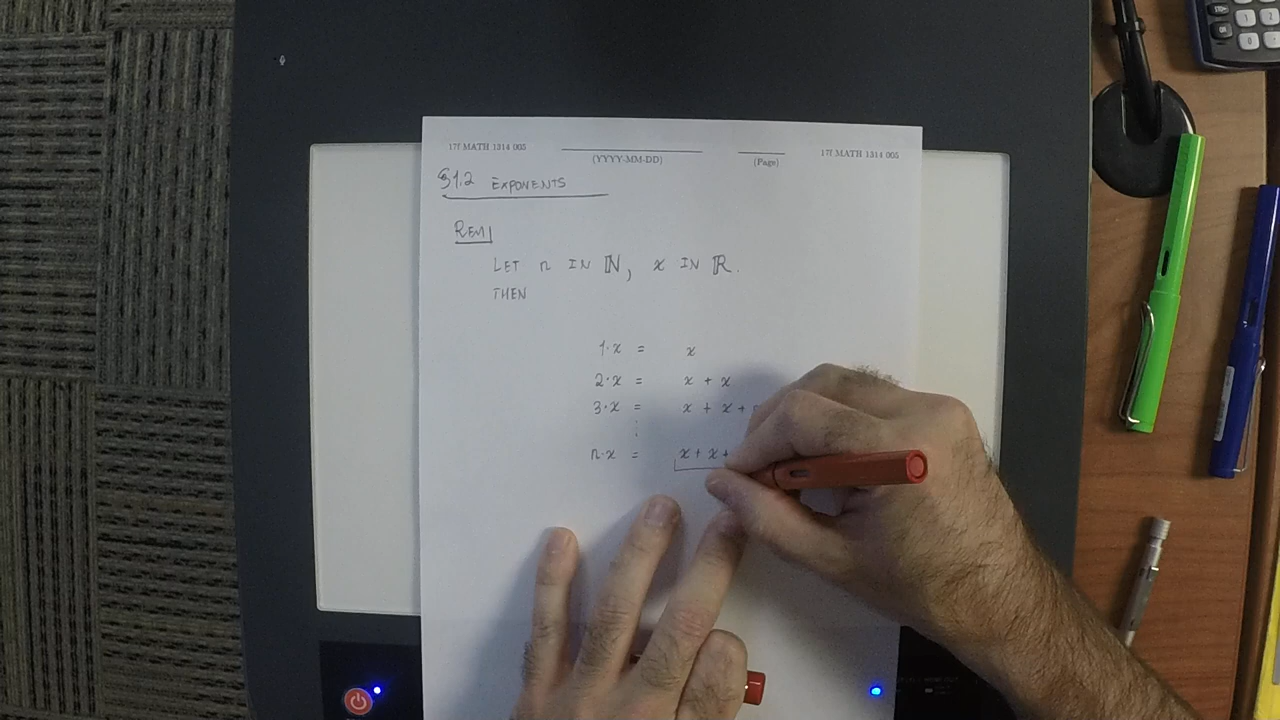 17f MATH 1314 005
(YYYY-MM-DD)
(Page)
17f MATH 1314 005
§1.2 EXPONENTS
REM
LET n IN ℕ, x IN ℝ.
THEN
1·x = x
2·x = x + x
3·x = x + x +
⋮
n·x = x + x +